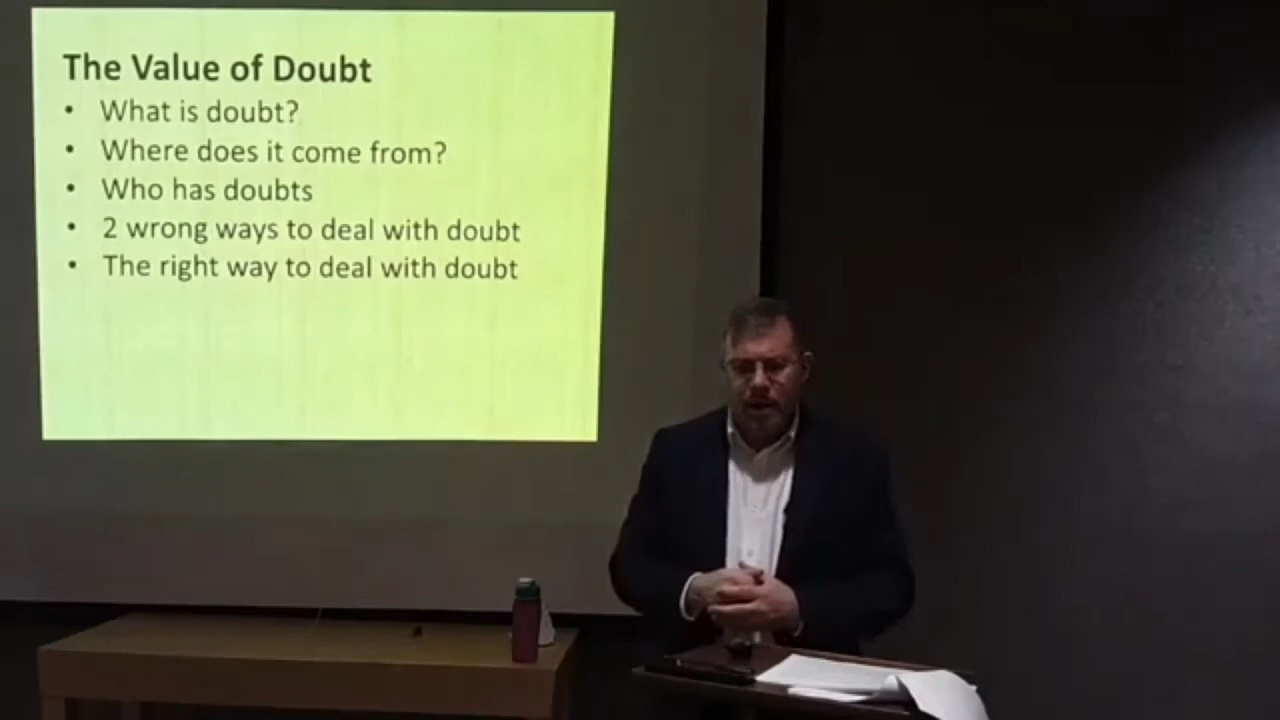 The Value of Doubt
• What is doubt?
• Where does it come from?
• Who has doubts
• 2 wrong ways to deal with doubt
• The right way to deal with doubt